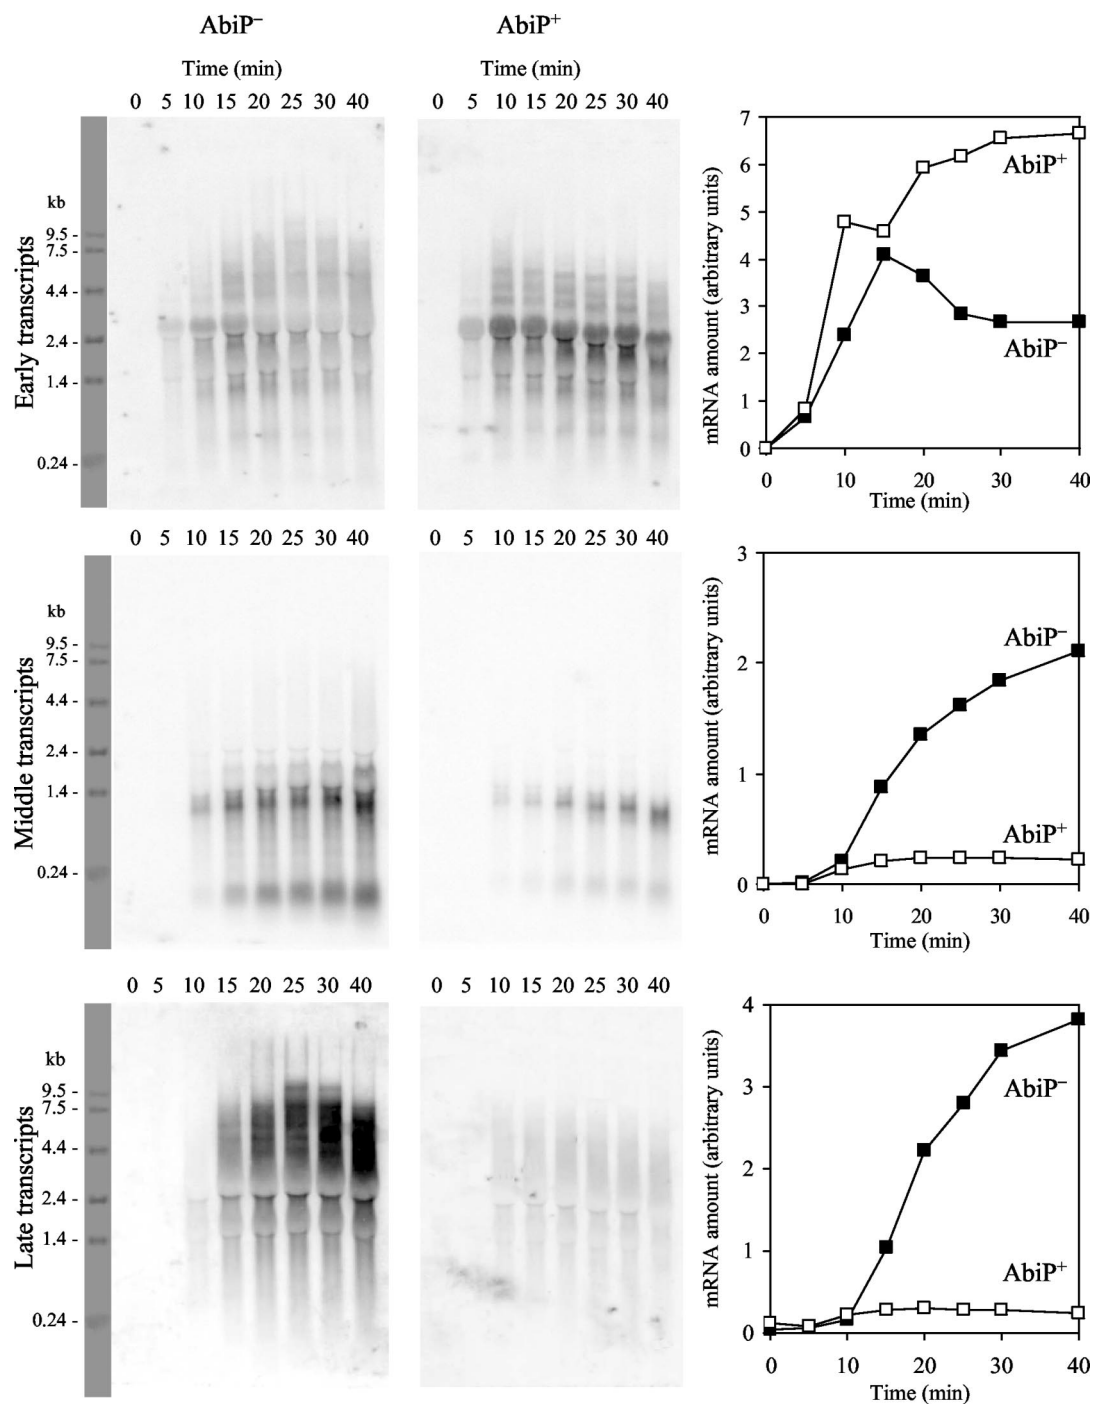 AbiP⁻ AbiP⁺
Time (min) Time (min)
0 5 10 15 20 25 30 40 0 5 10 15 20 25 30 40
Early transcripts
kb
9.5 -
7.5 -
4.4 -
2.4 -
1.4 -
0.24 -
mRNA amount (arbitrary units)
7
6
5
4
3
2
1
0
AbiP⁺
AbiP⁻
0 10 20 30 40
Time (min)
0 5 10 15 20 25 30 40 0 5 10 15 20 25 30 40
Middle transcripts
kb
9.5 -
7.5 -
4.4 -
2.4 -
1.4 -
0.24 -
mRNA amount (arbitrary units)
3
2
1
0
AbiP⁻
AbiP⁺
0 10 20 30 40
Time (min)
0 5 10 15 20 25 30 40 0 5 10 15 20 25 30 40
Late transcripts
kb
9.5 -
7.5 -
4.4 -
2.4 -
1.4 -
0.24 -
mRNA amount (arbitrary units)
4
3
2
1
0
AbiP⁻
AbiP⁺
0 10 20 30 40
Time (min)